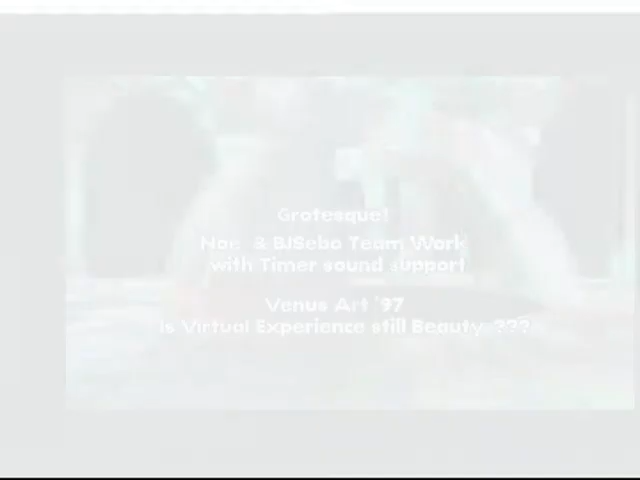 Grotesque!
Noe & BJSebo Team Work
with Timer sound support
Venus Art '97
Is Virtual Experience still Beauty ???